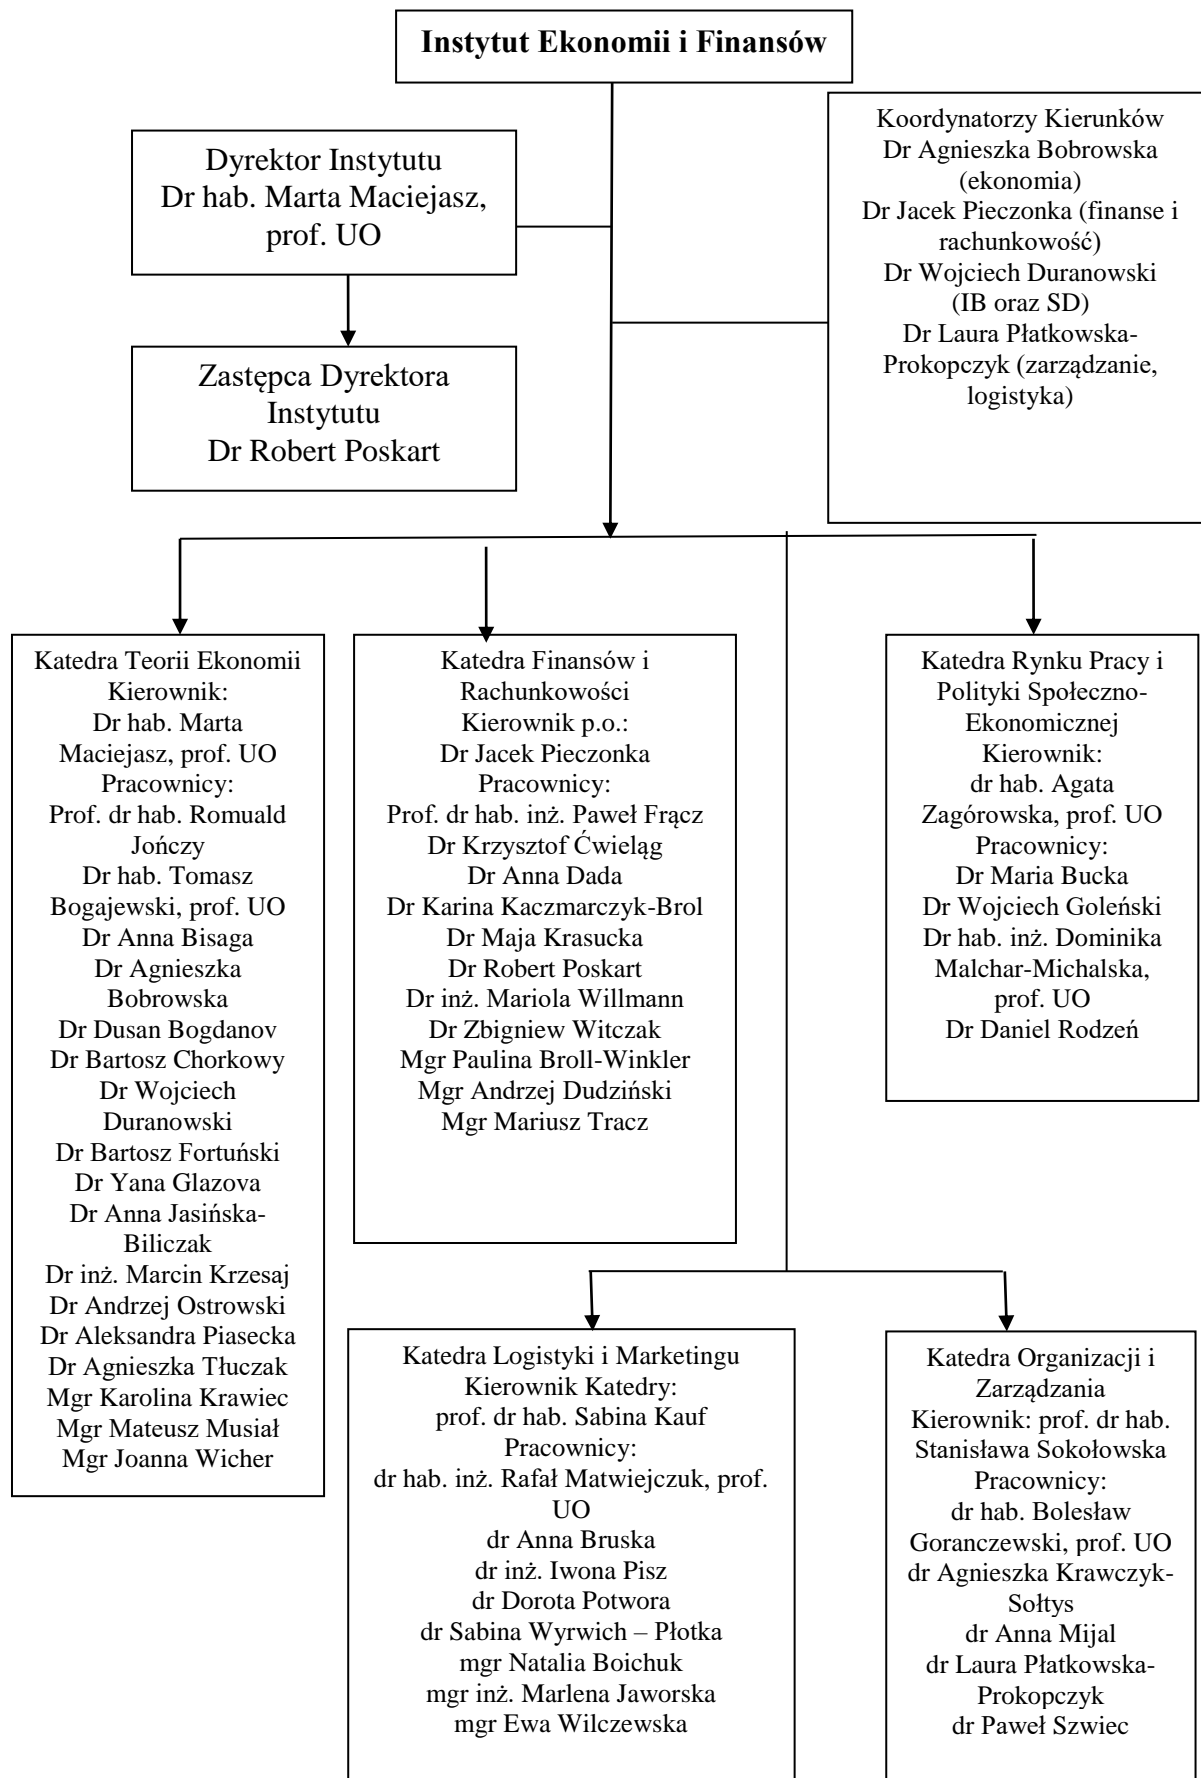 Instytut Ekonomii i Finansów
Dyrektor Instytutu
Dr hab. Marta Maciejasz,
prof. UO
Koordynatorzy Kierunków
Dr Agnieszka Bobrowska
(ekonomia)
Dr Jacek Pieczonka (finanse i
rachunkowość)
Dr Wojciech Duranowski
(IB oraz SD)
Dr Laura Płatkowska-
Prokopczyk (zarządzanie,
logistyka)
Zastępca Dyrektora
Instytutu
Dr Robert Poskart
Katedra Teorii Ekonomii
Kierownik:
Dr hab. Marta
Maciejasz, prof. UO
Pracownicy:
Prof. dr hab. Romuald
Jończy
Dr hab. Tomasz
Bogajewski, prof. UO
Dr Anna Bisaga
Dr Agnieszka
Bobrowska
Dr Dusan Bogdanov
Dr Bartosz Chorkowy
Dr Wojciech
Duranowski
Dr Bartosz Fortuński
Dr Yana Glazova
Dr Anna Jasińska-
Biliczak
Dr inż. Marcin Krzesaj
Dr Andrzej Ostrowski
Dr Aleksandra Piasecka
Dr Agnieszka Tłuczak
Mgr Karolina Krawiec
Mgr Mateusz Musiał
Mgr Joanna Wicher
Katedra Finansów i
Rachunkowości
Kierownik p.o.:
Dr Jacek Pieczonka
Pracownicy:
Prof. dr hab. inż. Paweł Frącz
Dr Krzysztof Ćwieląg
Dr Anna Dada
Dr Karina Kaczmarczyk-Brol
Dr Maja Krasucka
Dr Robert Poskart
Dr inż. Mariola Willmann
Dr Zbigniew Witczak
Mgr Paulina Broll-Winkler
Mgr Andrzej Dudziński
Mgr Mariusz Tracz
Katedra Rynku Pracy i
Polityki Społeczno-
Ekonomicznej
Kierownik:
dr hab. Agata
Zagórowska, prof. UO
Pracownicy:
Dr Maria Bucka
Dr Wojciech Goleński
Dr hab. inż. Dominika
Malchar-Michalska,
prof. UO
Dr Daniel Rodzeń
Katedra Logistyki i Marketingu
Kierownik Katedry:
prof. dr hab. Sabina Kauf
Pracownicy:
dr hab. inż. Rafał Matwiejczuk, prof.
UO
dr Anna Bruska
dr inż. Iwona Pisz
dr Dorota Potwora
dr Sabina Wyrwich – Płotka
mgr Natalia Boichuk
mgr inż. Marlena Jaworska
mgr Ewa Wilczewska
Katedra Organizacji i
Zarządzania
Kierownik: prof. dr hab.
Stanisława Sokołowska
Pracownicy:
dr hab. Bolesław
Goranczewski, prof. UO
dr Agnieszka Krawczyk-
Sołtys
dr Anna Mijal
dr Laura Płatkowska-
Prokopczyk
dr Paweł Szwiec